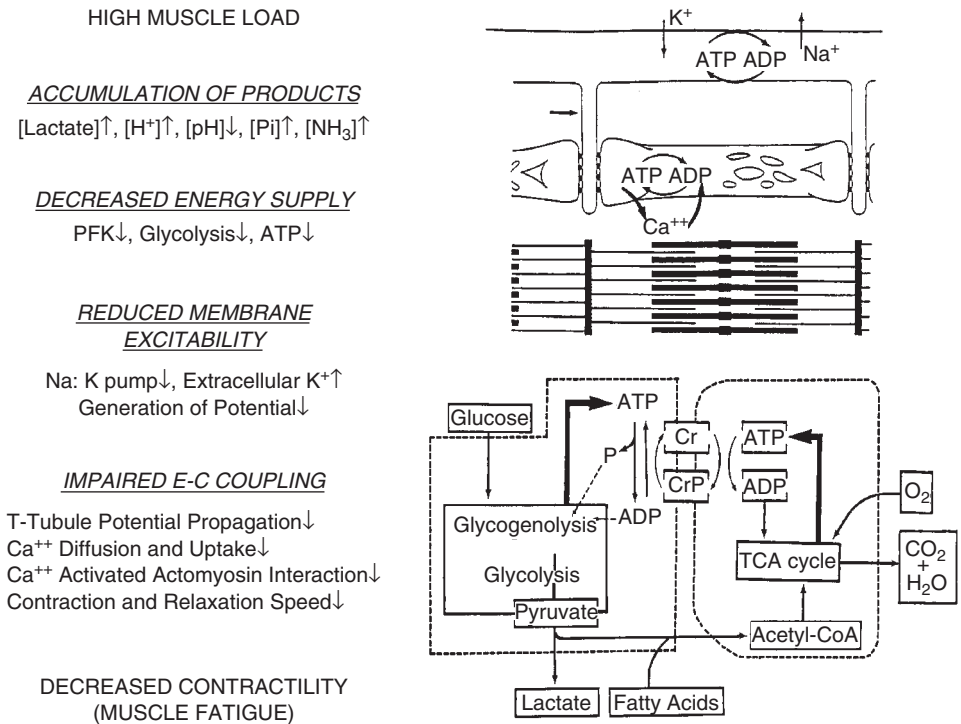 HIGH MUSCLE LOAD
ACCUMULATION OF PRODUCTS
[Lactate]↑, [H⁺]↑, [pH]↓, [Pi]↑, [NH₃]↑
DECREASED ENERGY SUPPLY
PFK↓, Glycolysis↓, ATP↓
REDUCED MEMBRANE
EXCITABILITY
Na: K pump↓, Extracellular K⁺↑
Generation of Potential↓
IMPAIRED E-C COUPLING
T-Tubule Potential Propagation↓
Ca⁺⁺ Diffusion and Uptake↓
Ca⁺⁺ Activated Actomyosin Interaction↓
Contraction and Relaxation Speed↓
DECREASED CONTRACTILITY
(MUSCLE FATIGUE)
K⁺
ATP ADP
Na⁺
ATP ADP
Ca⁺⁺
Glucose
ATP
P
Cr
ATP
CrP
ADP
O₂
Glycogenolysis
ADP
TCA cycle
CO₂
+
H₂O
Glycolysis
Pyruvate
Acetyl-CoA
Lactate
Fatty Acids